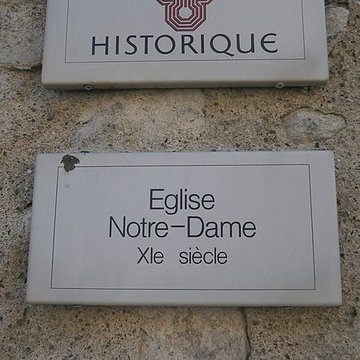 HISTORIQUE
Eglise
Notre-Dame
XIe siècle